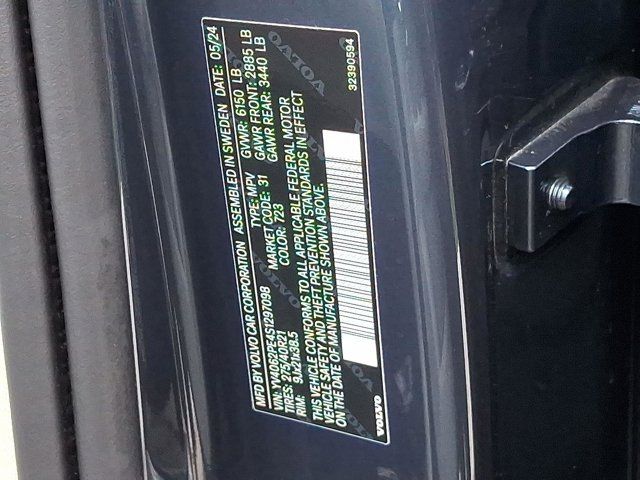 MFD BY VOLVO CAR CORPORATION ASSEMBLED IN SWEDEN DATE: 05/24
VIN: YV4062PE4S1297098 TYPE: MPV GVWR: 6150 LB
TIRES: 275/40R21 MARKET CODE: 31 GAWR FRONT: 2885 LB
RIM: 9Jx21x38.5 COLOR: 723 GAWR REAR: 3440 LB
THIS VEHICLE CONFORMS TO ALL APPLICABLE FEDERAL MOTOR
VEHICLE SAFETY AND THEFT PREVENTION STANDARDS IN EFFECT
ON THE DATE OF MANUFACTURE SHOWN ABOVE.
VOLVO 32390594